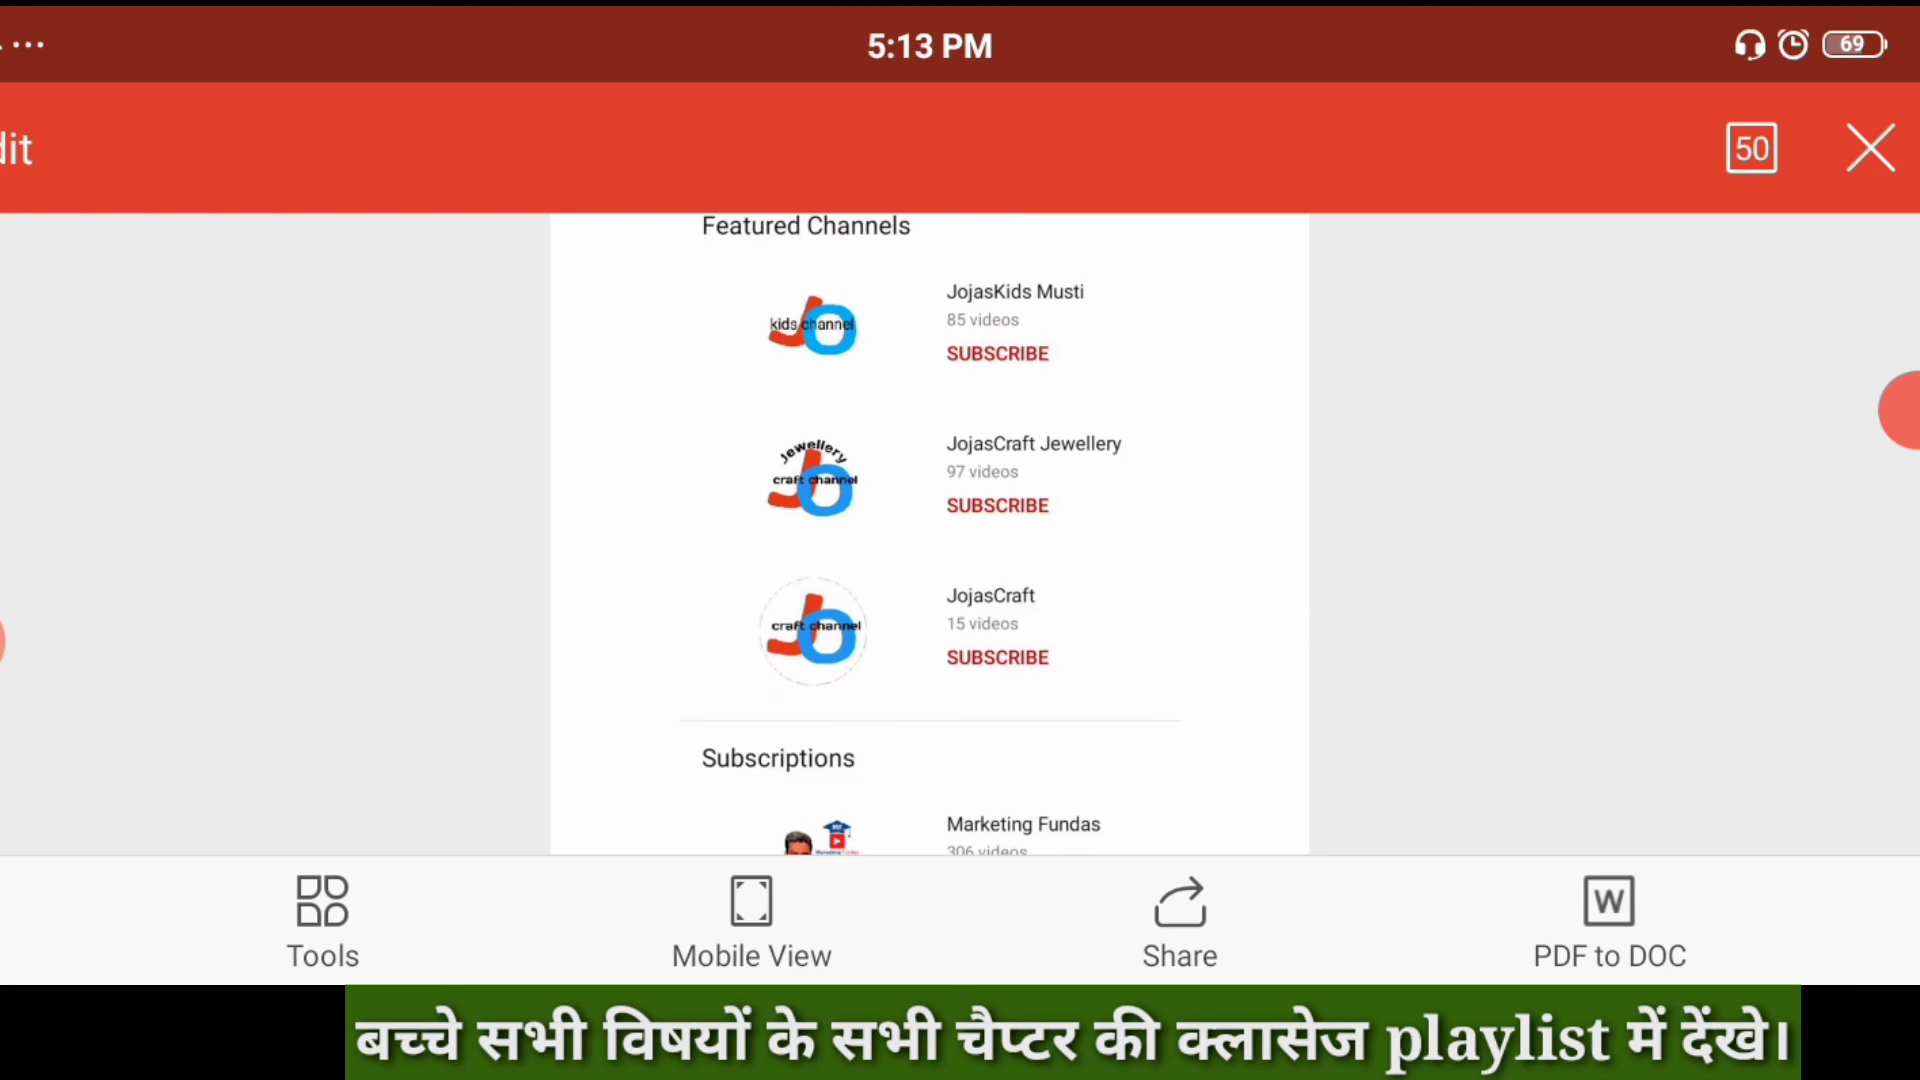 5:13 PM
69
dit
50
Featured Channels
kids channel
JojasKids Musti
85 videos
SUBSCRIBE
Jewellery
craft channel
JojasCraft Jewellery
97 videos
SUBSCRIBE
craft channel
JojasCraft
15 videos
SUBSCRIBE
Subscriptions
Marketing Fundas
306 videos
Tools
Mobile View
Share
W
PDF to DOC
बच्चे सभी विषयों के सभी चैप्टर की क्लासेज playlist में देंखे।